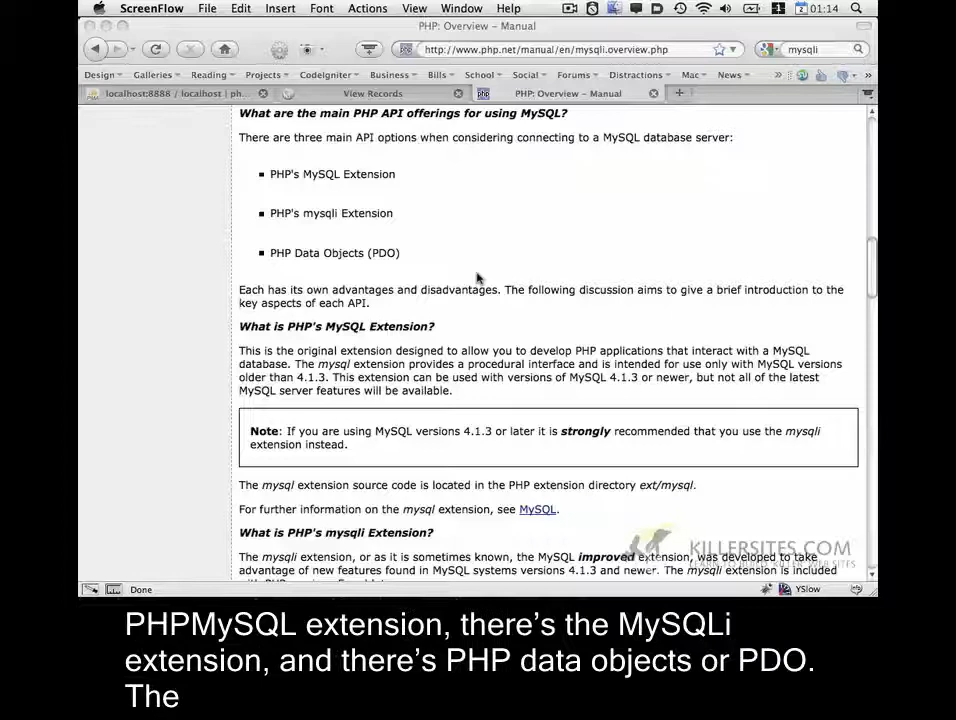 ScreenFlow File Edit Insert Font Actions View Window Help 01:14
PHP: Overview - Manual
http://www.php.net/manual/en/mysqli.overview.php mysqli
Design Galleries Reading Projects CodeIgniter Business Bills School Social Forums Distractions Mac News »
localhost:8888 / localhost | ph... View Records PHP: Overview - Manual
What are the main PHP API offerings for using MySQL?
There are three main API options when considering connecting to a MySQL database server:
PHP's MySQL Extension
PHP's mysqli Extension
PHP Data Objects (PDO)
Each has its own advantages and disadvantages. The following discussion aims to give a brief introduction to the
key aspects of each API.
What is PHP's MySQL Extension?
This is the original extension designed to allow you to develop PHP applications that interact with a MySQL
database. The mysql extension provides a procedural interface and is intended for use only with MySQL versions
older than 4.1.3. This extension can be used with versions of MySQL 4.1.3 or newer, but not all of the latest
MySQL server features will be available.
Note: If you are using MySQL versions 4.1.3 or later it is strongly recommended that you use the mysqli
extension instead.
The mysql extension source code is located in the PHP extension directory ext/mysql.
For further information on the mysql extension, see MySQL.
What is PHP's mysqli Extension?
KILLERSITES.COM
The mysqli extension, or as it is sometimes known, the MySQL improved extension, was developed to take
advantage of new features found in MySQL systems versions 4.1.3 and newer. The mysqli extension is included
Done YSlow
PHPMySQL extension, there's the MySQLi
extension, and there's PHP data objects or PDO.
The